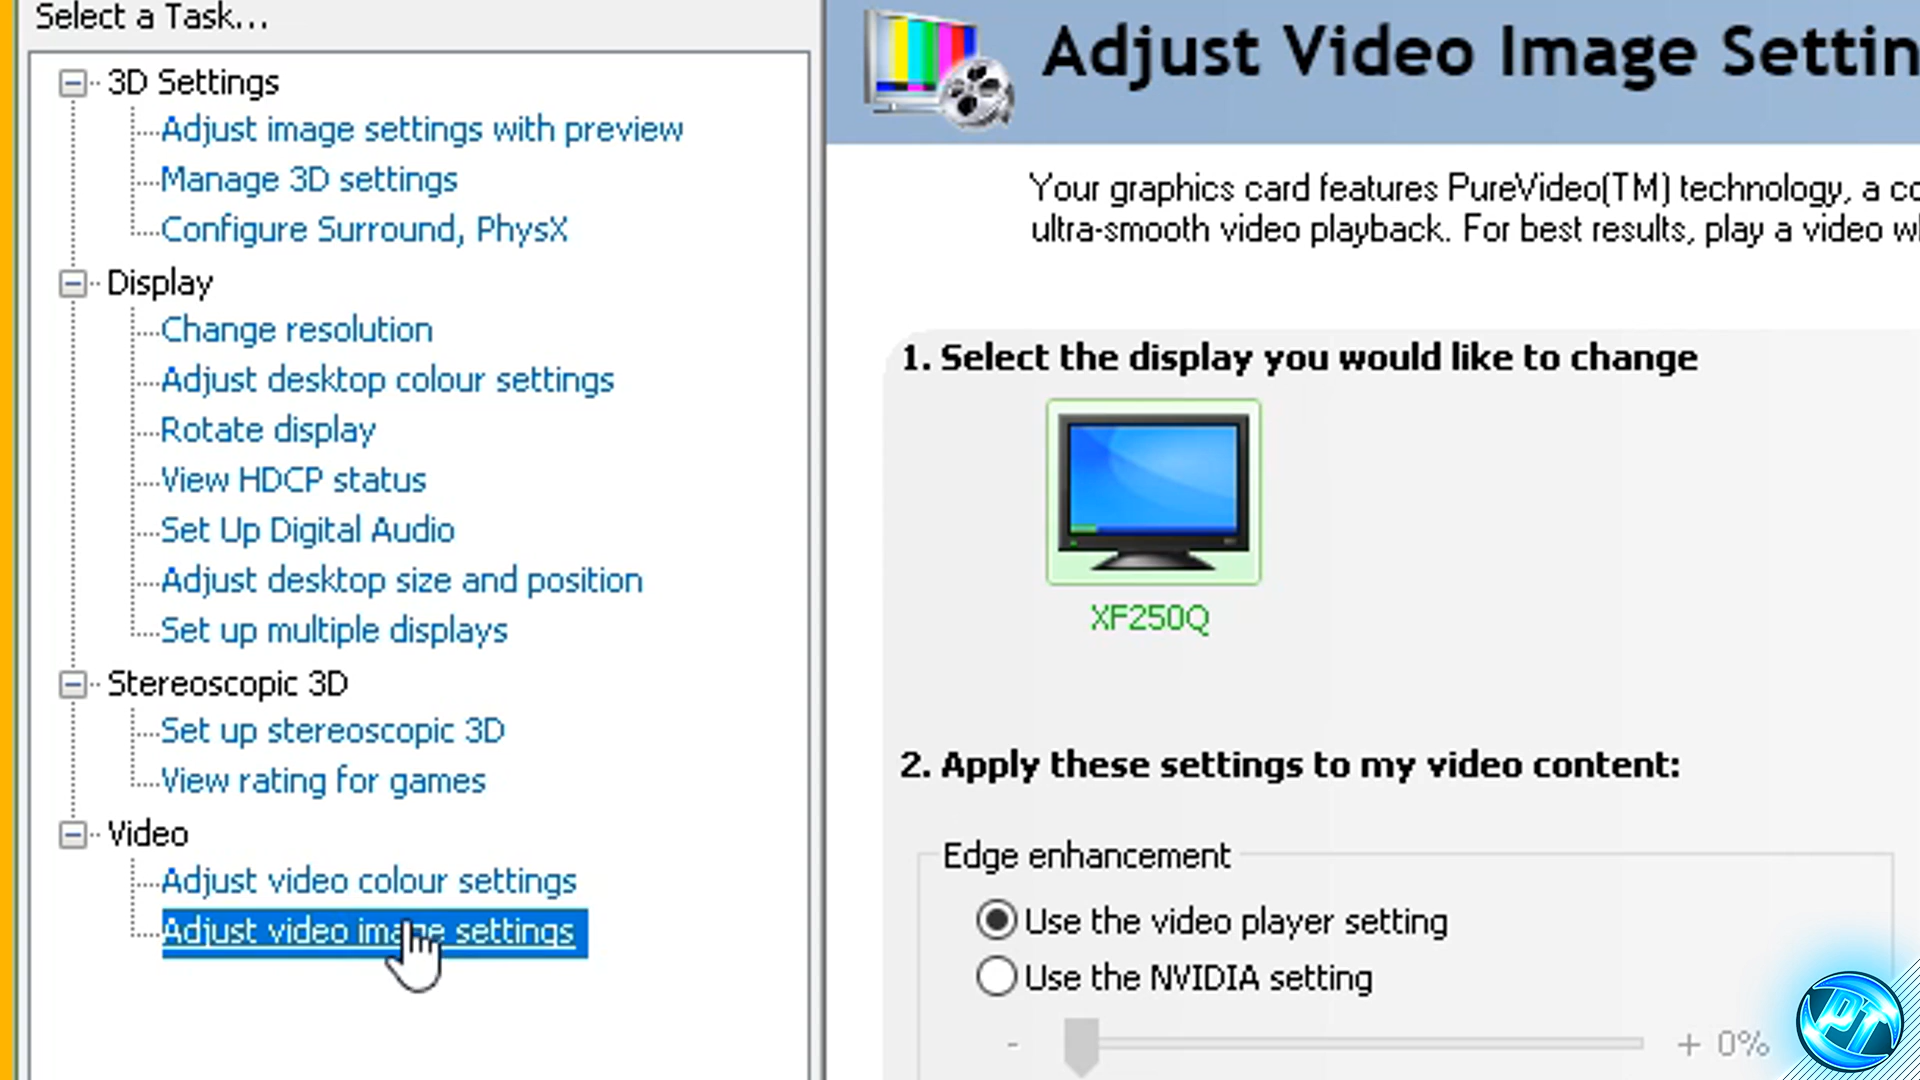 Select a Task...
3D Settings
Adjust image settings with preview
Manage 3D settings
Configure Surround, PhysX
Display
Change resolution
Adjust desktop colour settings
Rotate display
View HDCP status
Set Up Digital Audio
Adjust desktop size and position
Set up multiple displays
Stereoscopic 3D
Set up stereoscopic 3D
View rating for games
Video
Adjust video colour settings
Adjust video image settings
Adjust Video Image Settin
Your graphics card features PureVideo(TM) technology, a co
ultra-smooth video playback. For best results, play a video wh
1. Select the display you would like to change
XF250Q
2. Apply these settings to my video content:
Edge enhancement
Use the video player setting
Use the NVIDIA setting
- + 0%
PT